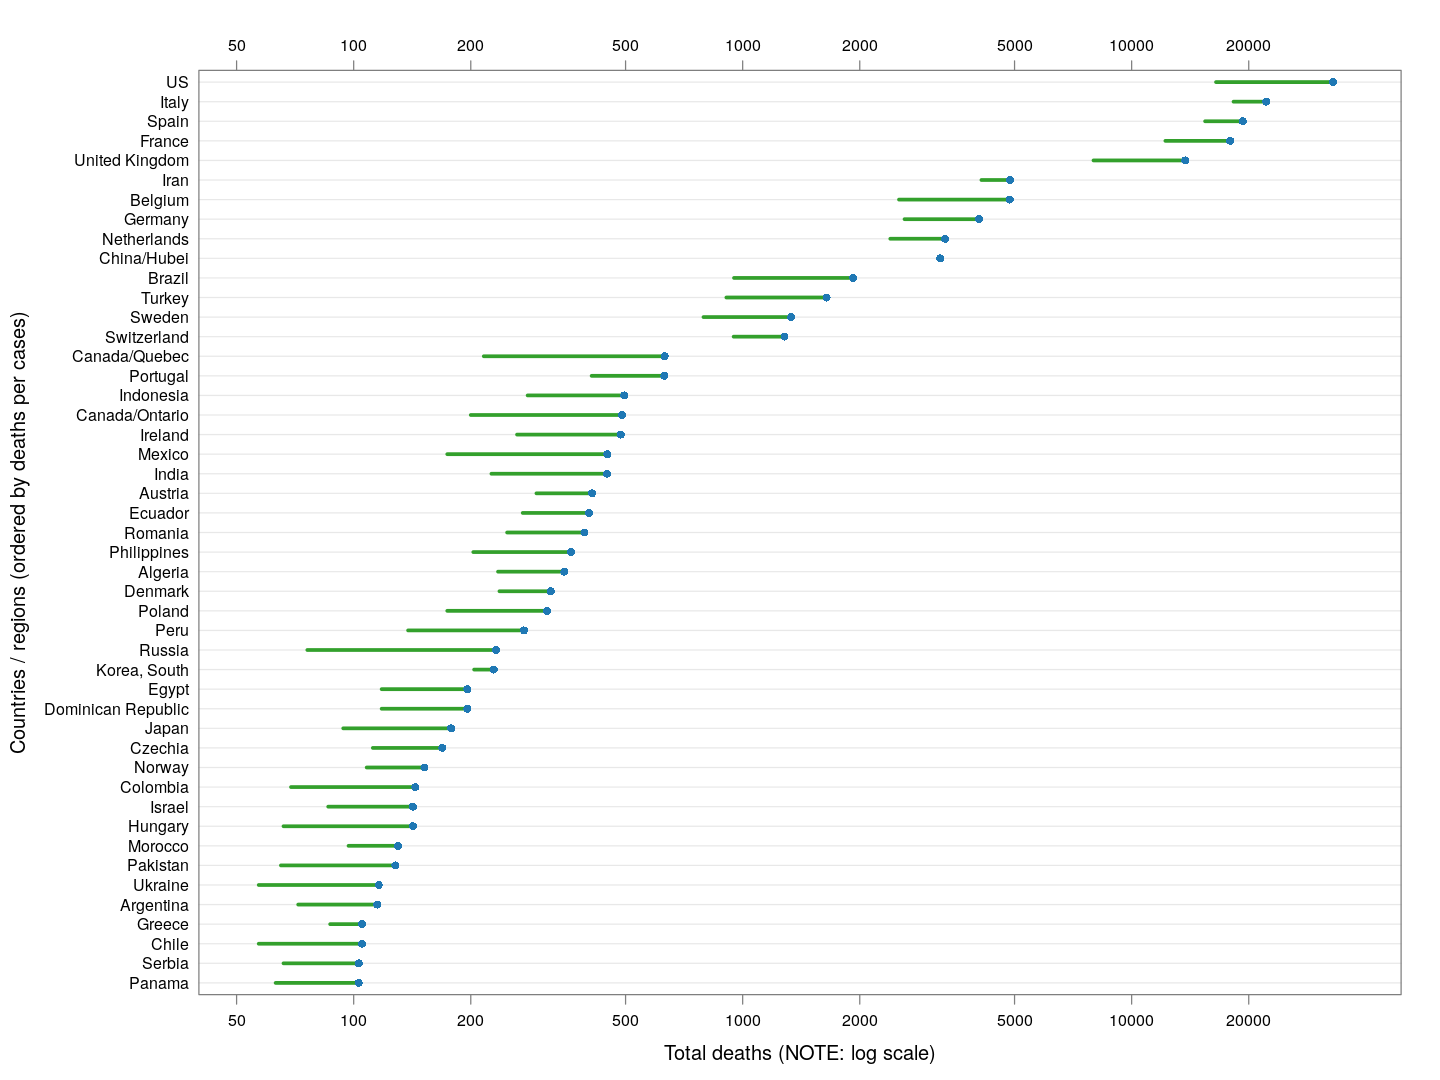 50 100 200 500 1000 2000 5000 10000 20000
US
Italy
Spain
France
United Kingdom
Iran
Belgium
Germany
Netherlands
China/Hubei
Brazil
Turkey
Sweden
Switzerland
Canada/Quebec
Portugal
Indonesia
Canada/Ontario
Ireland
Mexico
India
Austria
Ecuador
Romania
Philippines
Algeria
Denmark
Poland
Peru
Russia
Korea, South
Egypt
Dominican Republic
Japan
Czechia
Norway
Colombia
Israel
Hungary
Morocco
Pakistan
Ukraine
Argentina
Greece
Chile
Serbia
Panama
Countries / regions (ordered by deaths per cases)
50 100 200 500 1000 2000 5000 10000 20000
Total deaths (NOTE: log scale)